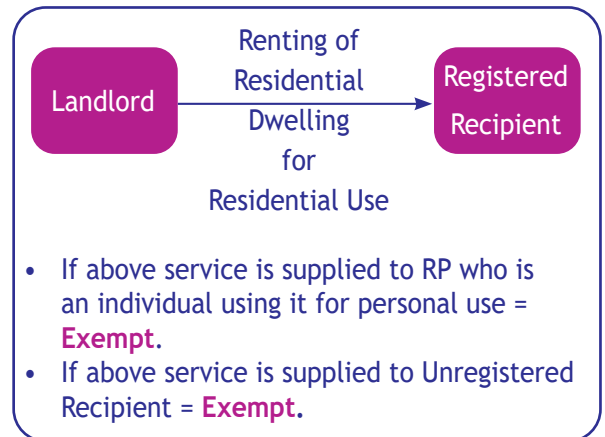 Landlord
Renting of
Residential
Dwelling
for
Residential Use
Registered
Recipient
• If above service is supplied to RP who is
an individual using it for personal use =
Exempt.
• If above service is supplied to Unregistered
Recipient = Exempt.